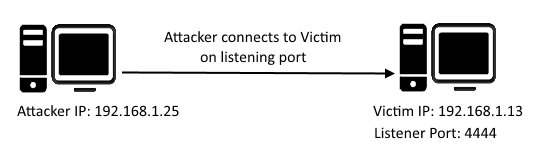 Attacker connects to Victim
on listening port
Attacker IP: 192.168.1.25
Victim IP: 192.168.1.13
Listener Port: 4444